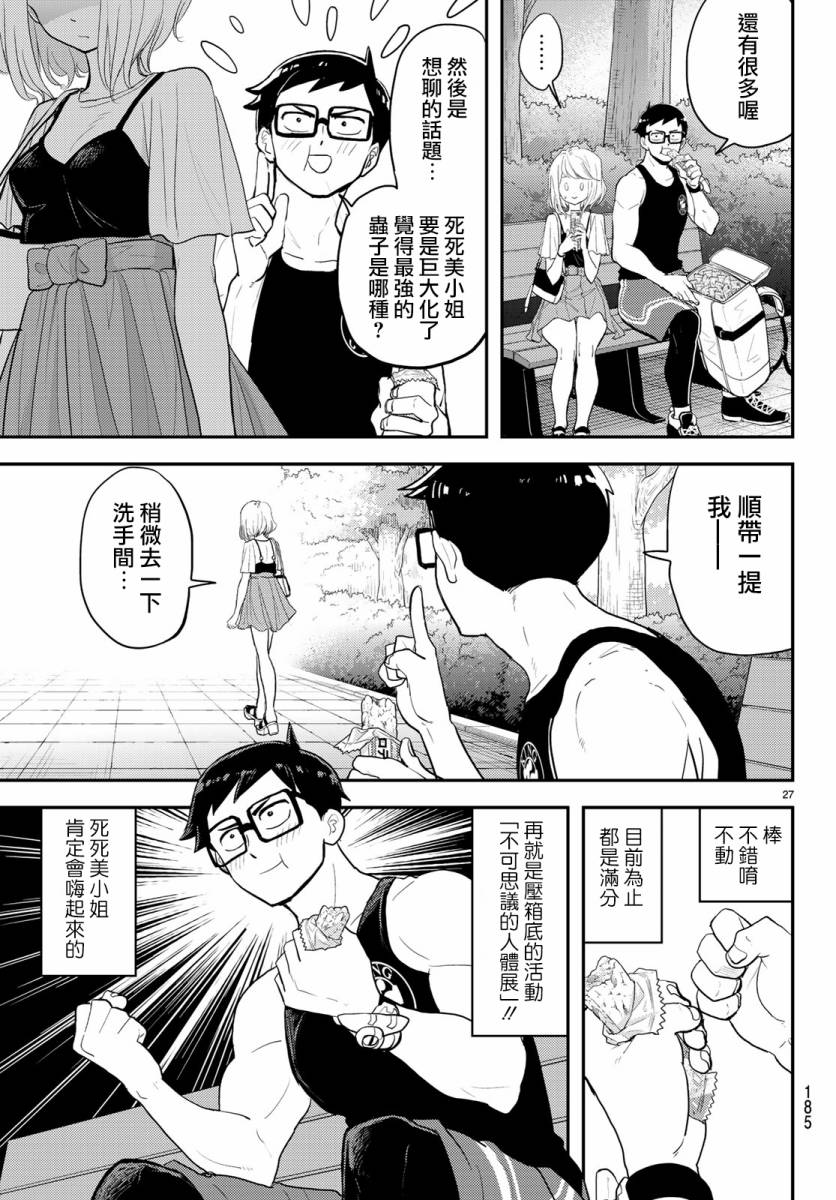 還有很多喔
⋯⋯
然後是
想聊的話題⋯
死死美小姐
要是巨大化了
覺得最強的
蟲子是哪種？
順帶一提
我——
稍微去一下
洗手間⋯
27
棒
不錯唷
不動
目前為止
都是滿分
再就是壓箱底的活動
「不可思議的人體展」！！
死死美小姐
肯定會嗨起來的
185